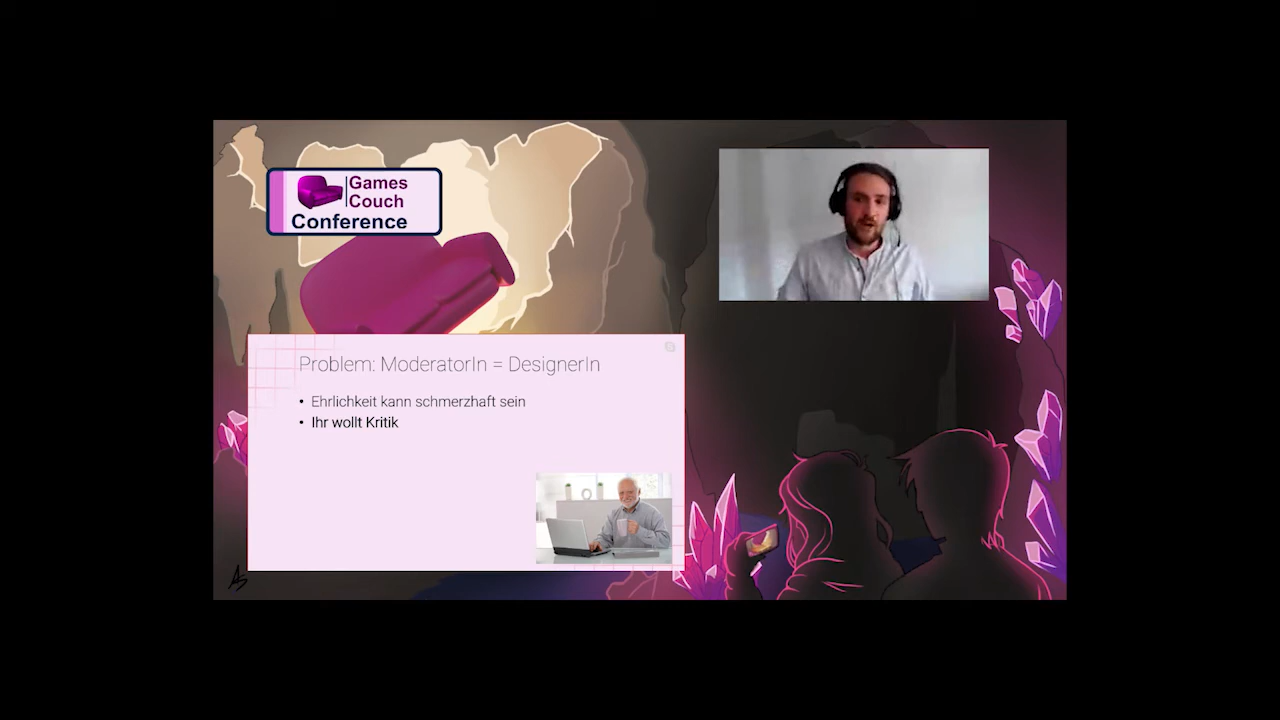 Games
Couch
Conference
Problem: ModeratorIn = DesignerIn
• Ehrlichkeit kann schmerzhaft sein
• Ihr wollt Kritik